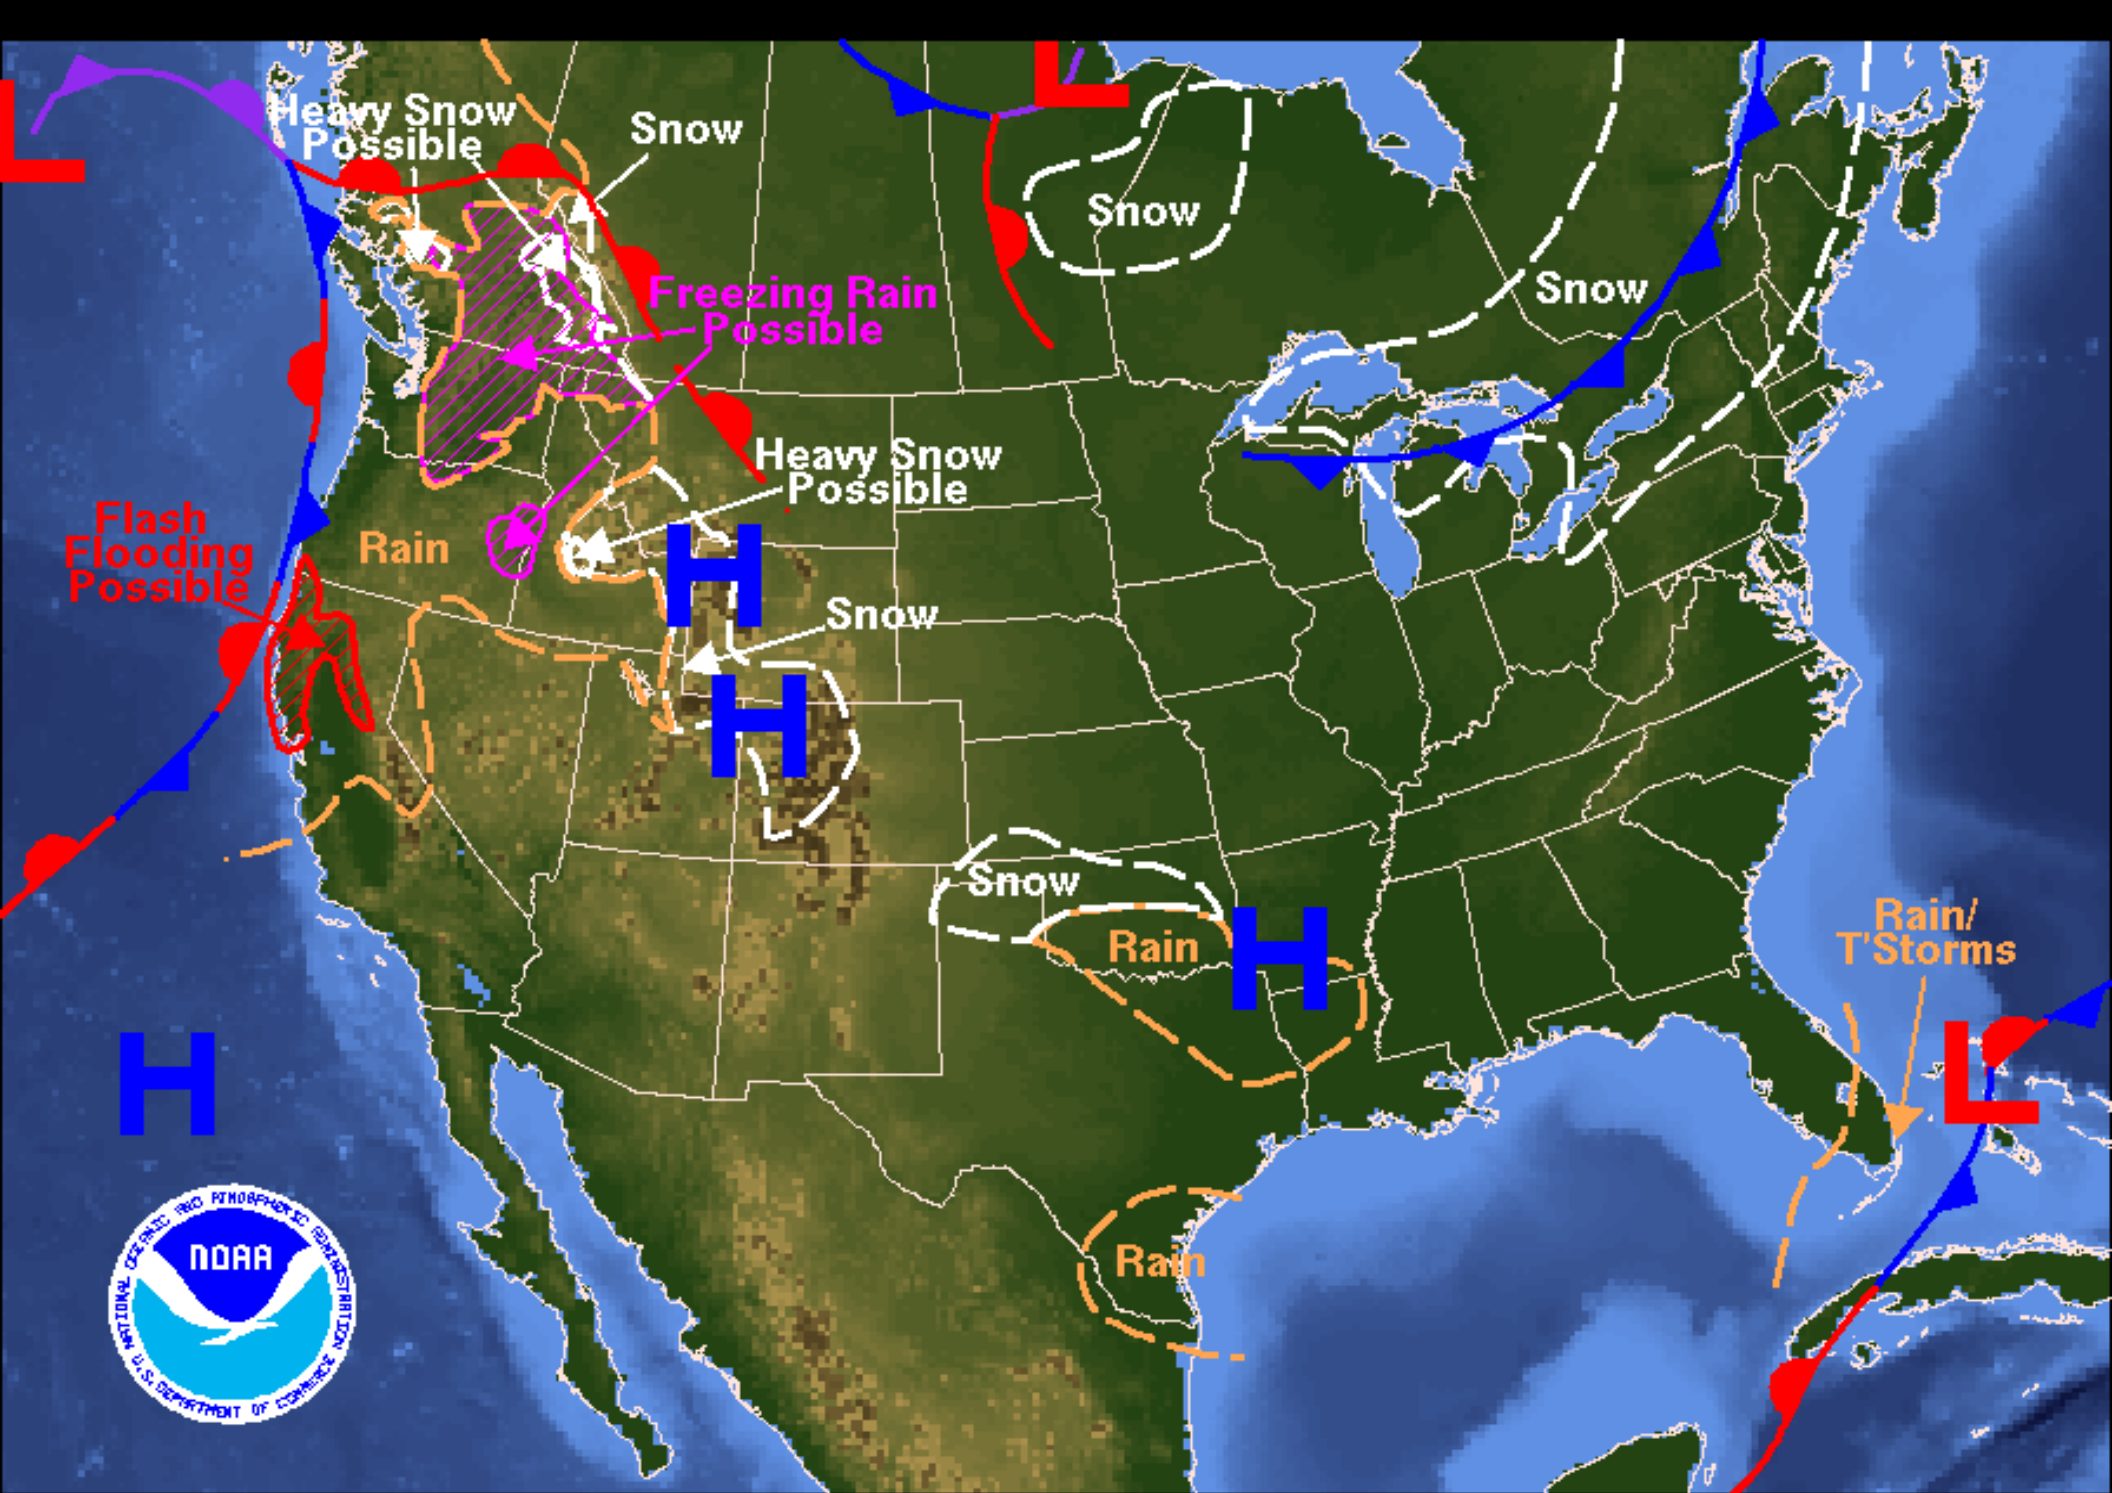 L
L
Heavy Snow
Possible
Snow
Snow
Snow
Freezing Rain
Possible
Heavy Snow
Possible
Flash
Flooding
Possible
Rain
H
Snow
H
Snow
Rain
H
Rain/
T'Storms
L
H
Rain
NOAA
NATIONAL OCEANIC AND ATMOSPHERIC ADMINISTRATION
U.S. DEPARTMENT OF COMMERCE